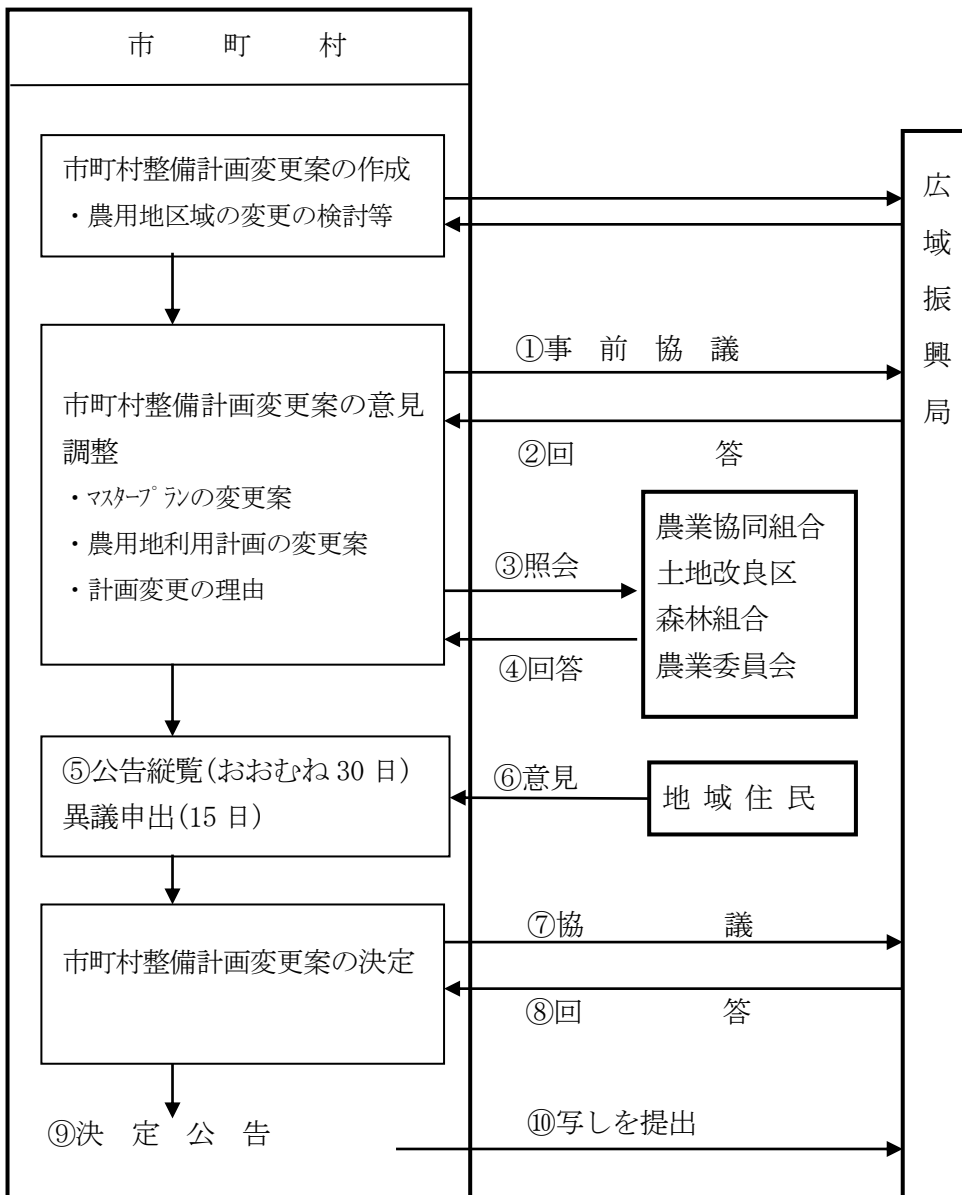 市 町 村
市町村整備計画変更案の作成
・農用地区域の変更の検討等
広域振興局
①事 前 協 議
②回 答
市町村整備計画変更案の意見
調整
・マスタープランの変更案
・農用地利用計画の変更案
・計画変更の理由
③照会
④回答
農業協同組合
土地改良区
森林組合
農業委員会
⑤公告縦覧(おおむね 30 日)
異議申出(15 日)
⑥意見
地 域 住 民
市町村整備計画変更案の決定
⑦協 議
⑧回 答
⑨決 定 公 告
⑩写しを提出